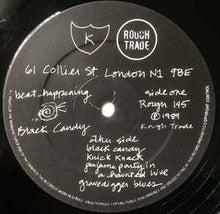 K
ROUGH
TRADE
61 Collier St London N1 9BE
beat happening
side one
Rough 145
Ⓟ 1989
Rough Trade
Black Candy
other side
black candy
knick knack
pajama party in
a haunted hive
gravedigger blues